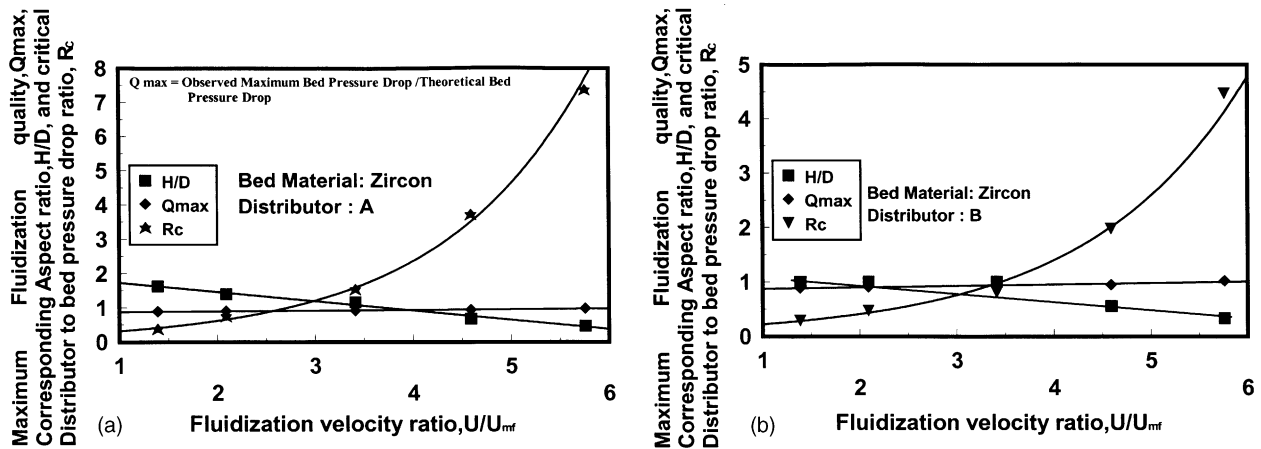 Maximum Fluidization quality,Qmax,
Corresponding Aspect ratio,H/D, and critical
Distributor to bed pressure drop ratio, Rc
8
7
6
5
4
3
2
1
0
Q max = Observed Maximum Bed Pressure Drop /Theoretical Bed
Pressure Drop
H/D
Qmax
Rc
Bed Material: Zircon
Distributor : A
1 3 5
2 4 6
(a) Fluidization velocity ratio,U/Umf
Maximum Fluidization quality,Qmax,
Corresponding Aspect ratio,H/D, and critical
Distributor to bed pressure drop ratio, Rc
5
4
3
2
1
0
H/D
Qmax
Rc
Bed Material: Zircon
Distributor : B
1 3 5
2 4 6
(b) Fluidization velocity ratio,U/Umf